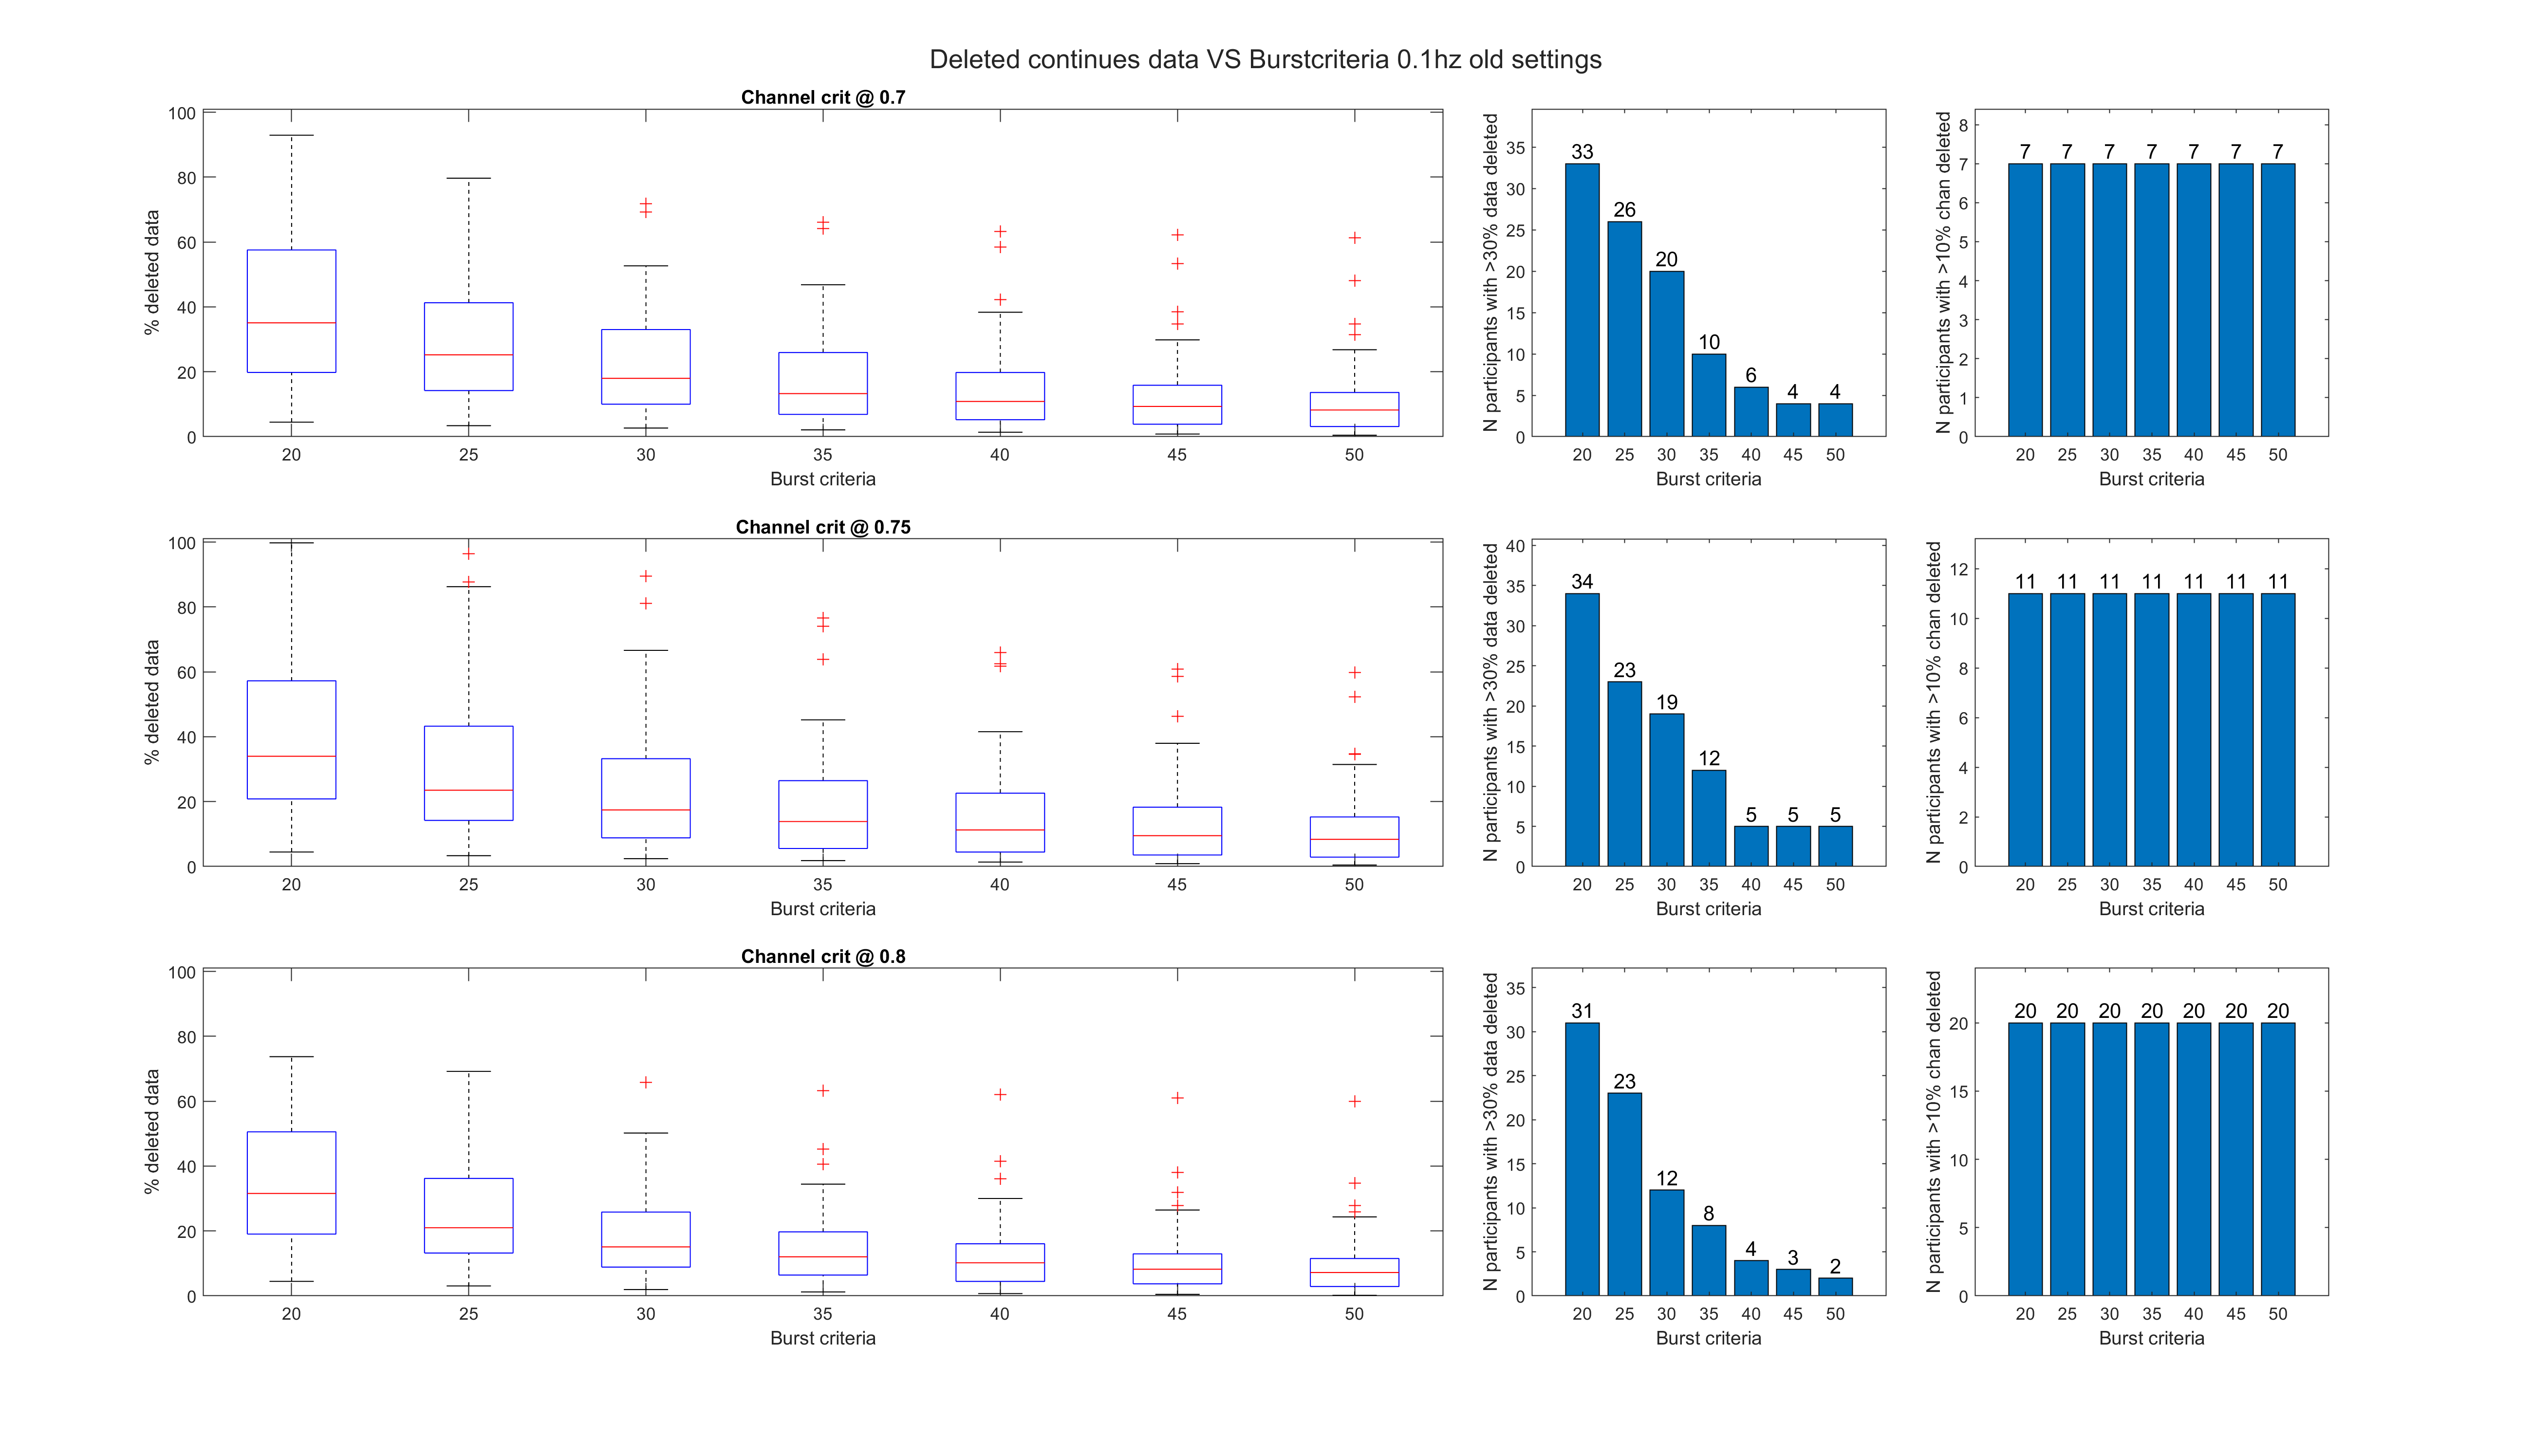 Deleted continues data VS Burstcriteria 0.1hz old settings
Channel crit @ 0.7
% deleted data
100
80
60
40
20
0
20 25 30 35 40 45 50
Burst criteria
N participants with >30% data deleted
35
30
25
20
15
10
5
0
33 26 20 10 6 4 4
20 25 30 35 40 45 50
Burst criteria
N participants with >10% chan deleted
8
7
6
5
4
3
2
1
0
7 7 7 7 7 7 7
20 25 30 35 40 45 50
Burst criteria
Channel crit @ 0.75
% deleted data
100
80
60
40
20
0
20 25 30 35 40 45 50
Burst criteria
N participants with >30% data deleted
40
35
30
25
20
15
10
5
0
34 23 19 12 5 5 5
20 25 30 35 40 45 50
Burst criteria
N participants with >10% chan deleted
12
10
8
6
4
2
0
11 11 11 11 11 11 11
20 25 30 35 40 45 50
Burst criteria
Channel crit @ 0.8
% deleted data
100
80
60
40
20
0
20 25 30 35 40 45 50
Burst criteria
N participants with >30% data deleted
35
30
25
20
15
10
5
0
31 23 12 8 4 3 2
20 25 30 35 40 45 50
Burst criteria
N participants with >10% chan deleted
20
15
10
5
0
20 20 20 20 20 20 20
20 25 30 35 40 45 50
Burst criteria